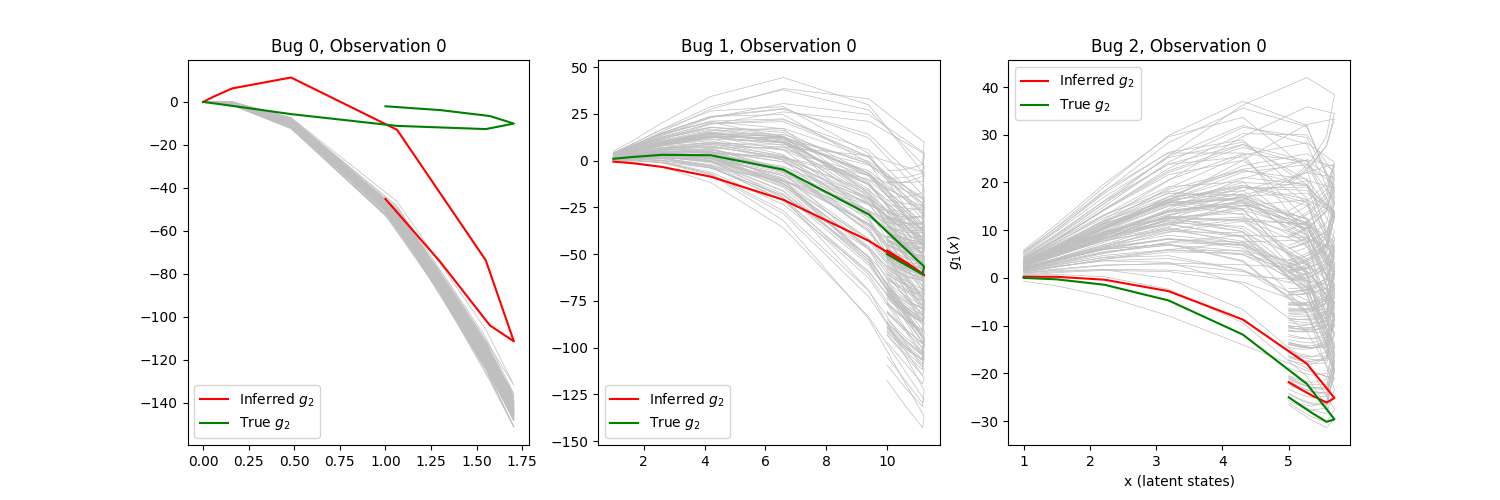 Bug 0, Observation 0
0
−20
−40
−60
−80
−100
−120
−140
0.00 0.25 0.50 0.75 1.00 1.25 1.50 1.75
Inferred g₂
True g₂
Bug 1, Observation 0
50
25
0
−25
−50
−75
−100
−125
−150
2 4 6 8 10
Inferred g₂
True g₂
Bug 2, Observation 0
g₁(x)
40
30
20
10
0
−10
−20
−30
1 2 3 4 5
x (latent states)
Inferred g₂
True g₂